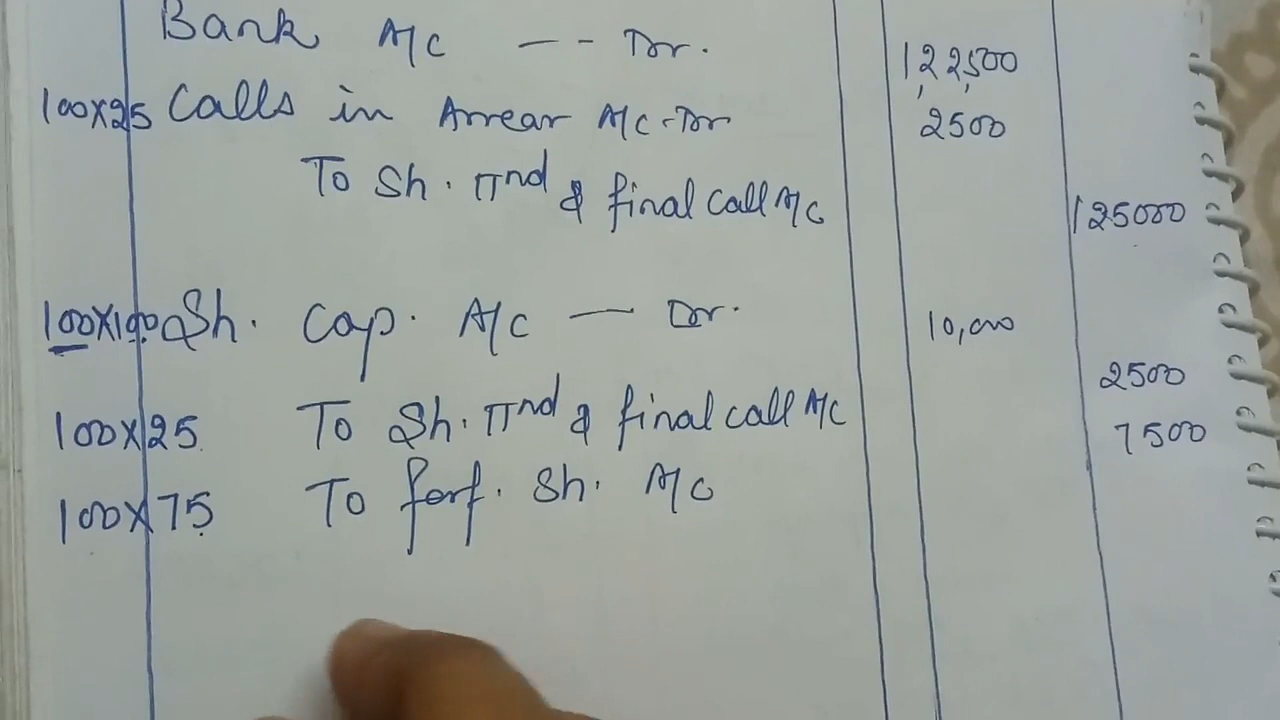 Bank A/C -- Dr. 1,22,500
100x25 Calls in Arrear A/C - Dr 2500
To Sh. IInd & final call A/C 125000
100x100 Sh. Cap. A/C — Dr. 10,000
2500
100x25. To Sh. IInd & final call A/C 7500
100x75 To forf. Sh. A/C